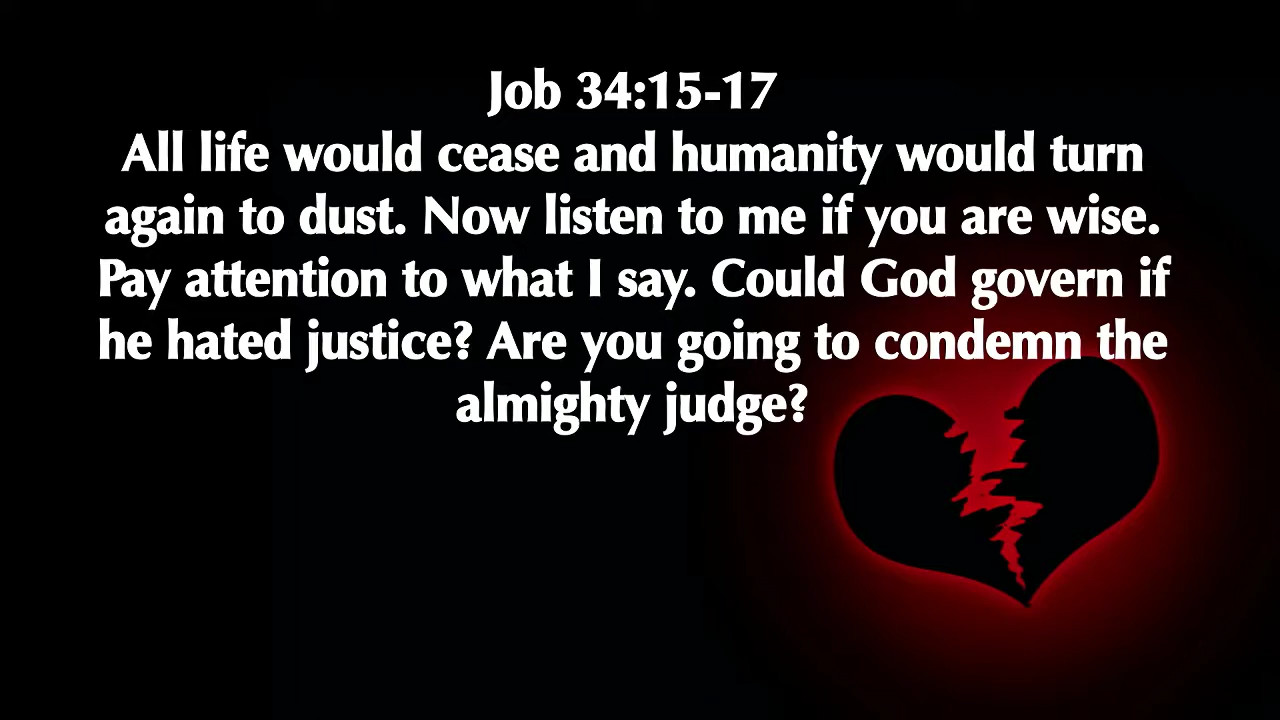 Job 34:15-17
All life would cease and humanity would turn
again to dust. Now listen to me if you are wise.
Pay attention to what I say. Could God govern if
he hated justice? Are you going to condemn the
almighty judge?